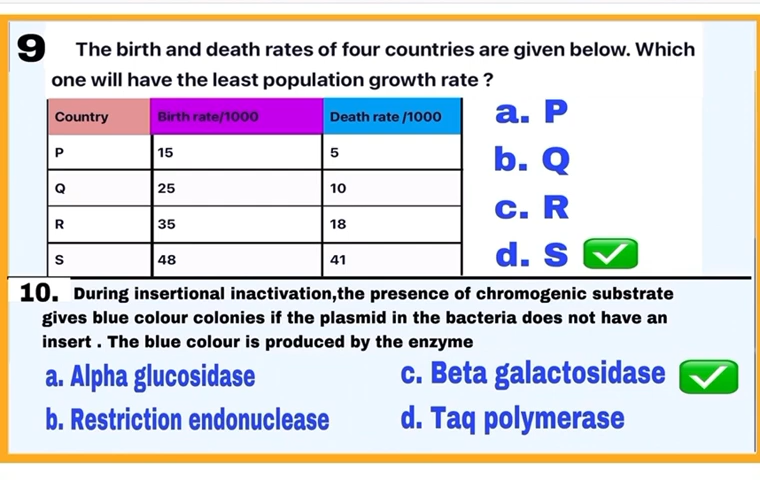 9 The birth and death rates of four countries are given below. Which
one will have the least population growth rate ?
Country Birth rate/1000 Death rate /1000
P 15 5
Q 25 10
R 35 18
S 48 41
a. P
b. Q
c. R
d. S
10. During insertional inactivation,the presence of chromogenic substrate
gives blue colour colonies if the plasmid in the bacteria does not have an
insert . The blue colour is produced by the enzyme
a. Alpha glucosidase
b. Restriction endonuclease
c. Beta galactosidase
d. Taq polymerase